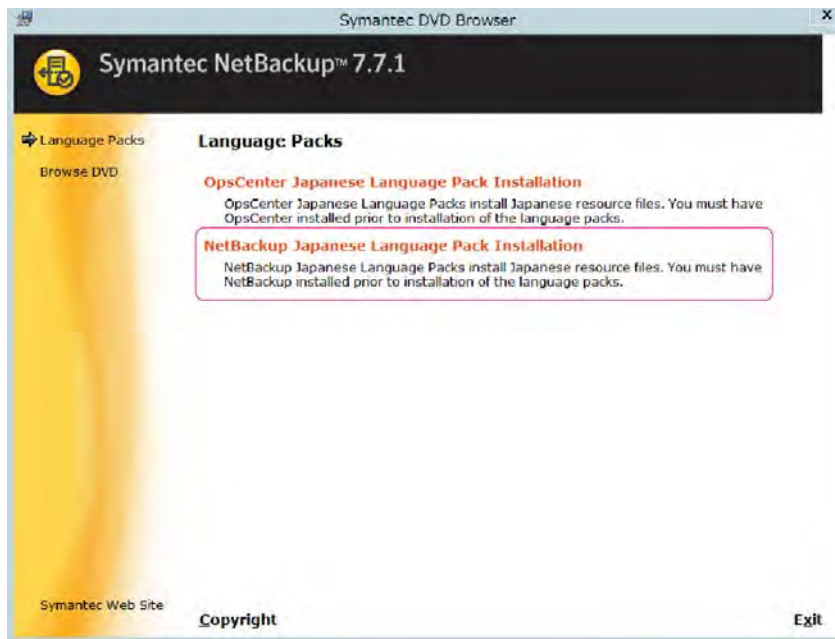 Symantec DVD Browser
x
Symantec NetBackup™ 7.7.1
Language Packs
Browse DVD
Language Packs
OpsCenter Japanese Language Pack Installation
OpsCenter Japanese Language Packs install Japanese resource files. You must have
OpsCenter installed prior to installation of the language packs.
NetBackup Japanese Language Pack Installation
NetBackup Japanese Language Packs install Japanese resource files. You must have
NetBackup installed prior to installation of the language packs.
Symantec Web Site
Copyright
Exit